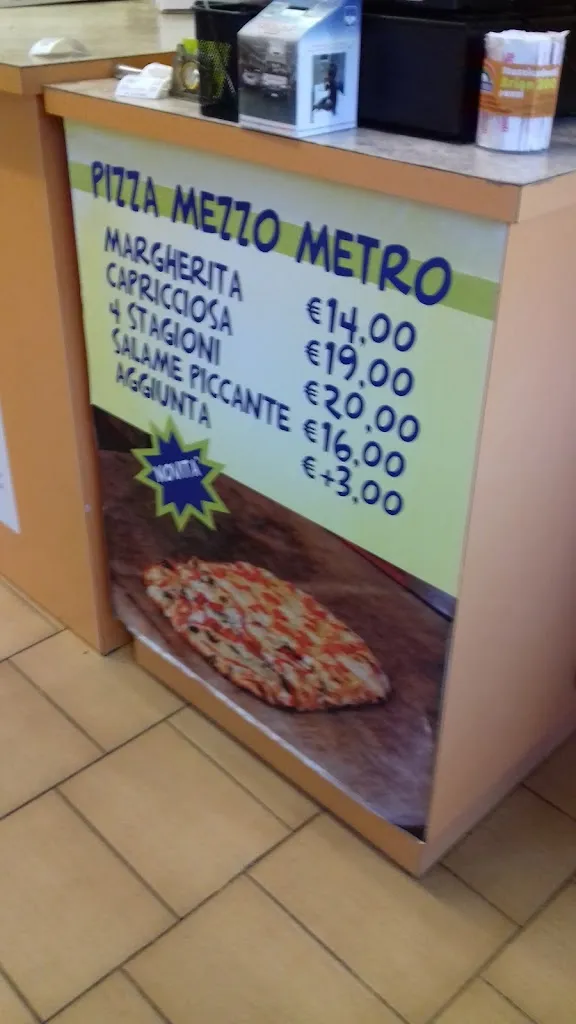 PIZZA MEZZO METRO
MARGHERITA €14,00
CAPRICCIOSA €19,00
4 STAGIONI €20,00
SALAME PICCANTE €16,00
AGGIUNTA €+3,00
NOVITA'